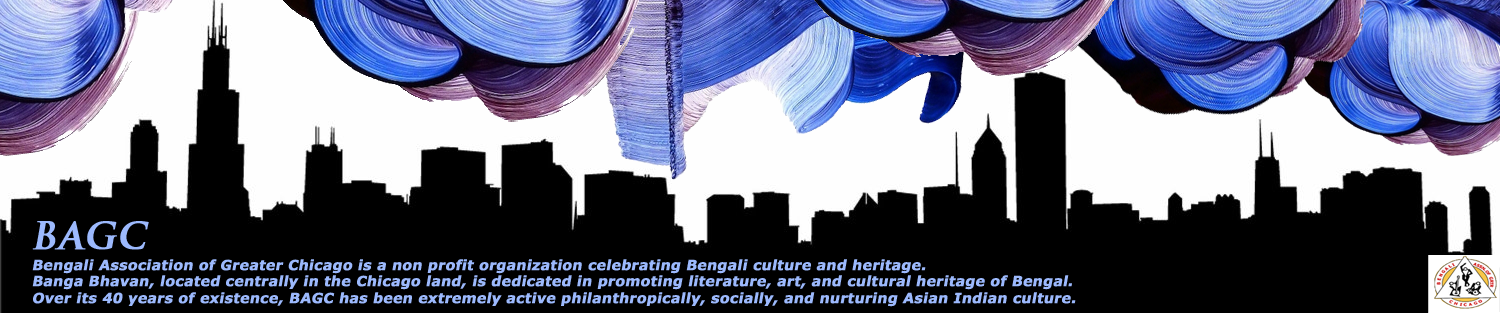 BAGC
Bengali Association of Greater Chicago is a non profit organization celebrating Bengali culture and heritage.
Banga Bhavan, located centrally in the Chicago land, is dedicated in promoting literature, art, and cultural heritage of Bengal.
Over its 40 years of existence, BAGC has been extremely active philanthropically, socially, and nurturing Asian Indian culture.
BENGALI
CHICAGO